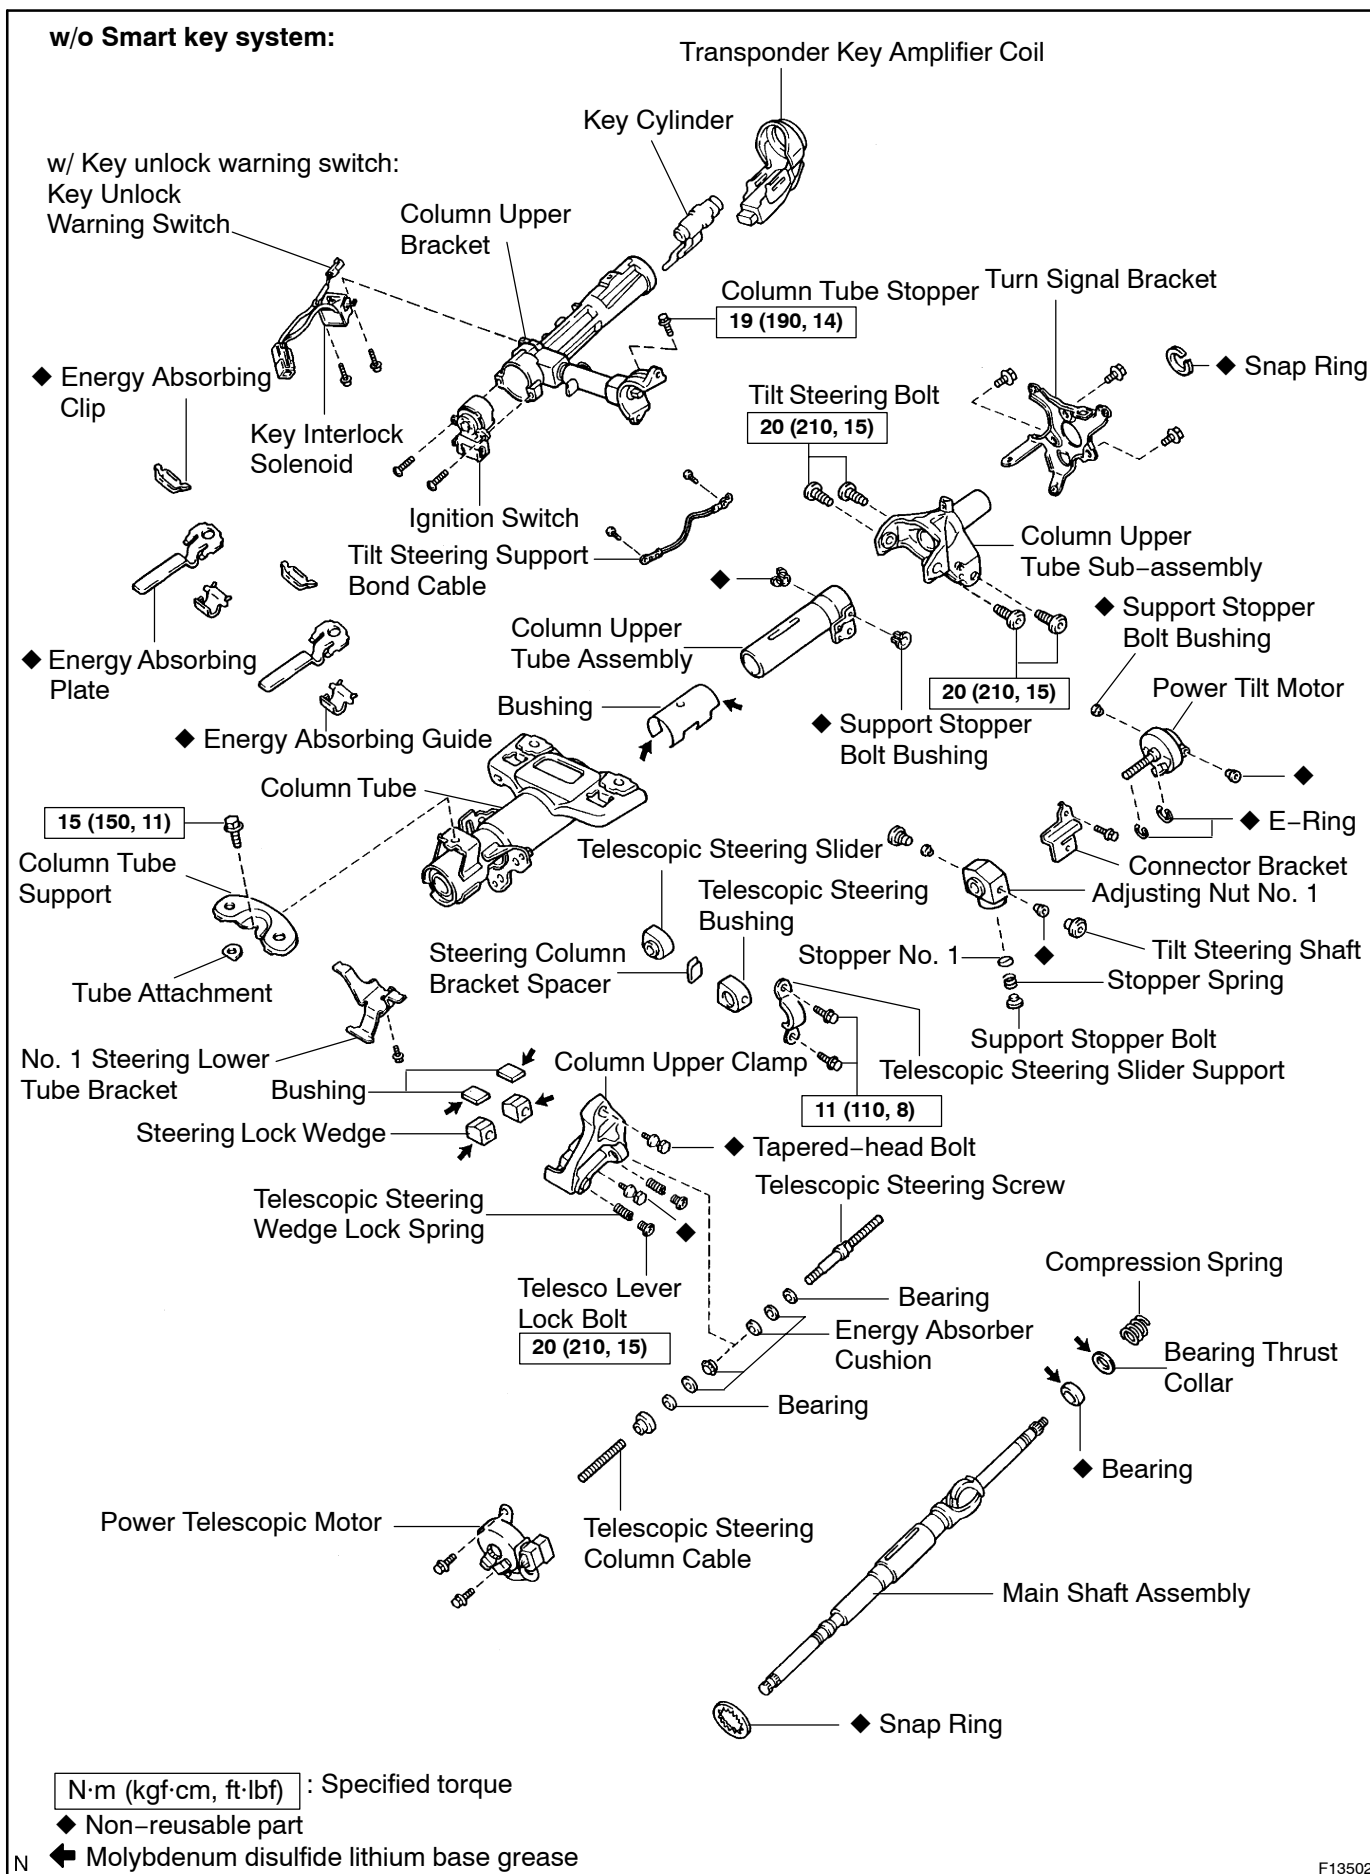 w/o Smart key system:
Transponder Key Amplifier Coil
Key Cylinder
w/ Key unlock warning switch:
Key Unlock
Warning Switch
Column Upper
Bracket
Column Tube Stopper
19 (190, 14)
Turn Signal Bracket
◆ Snap Ring
◆ Energy Absorbing
Clip
Key Interlock
Solenoid
Tilt Steering Bolt
20 (210, 15)
Ignition Switch
Tilt Steering Support
Bond Cable
Column Upper
Tube Sub−assembly
◆
◆ Support Stopper
Bolt Bushing
Column Upper
Tube Assembly
◆ Energy Absorbing
Plate
20 (210, 15)
Power Tilt Motor
Bushing
◆ Support Stopper
Bolt Bushing
◆ Energy Absorbing Guide
Column Tube
◆
15 (150, 11)
◆ E−Ring
Column Tube
Support
Telescopic Steering Slider
Connector Bracket
Telescopic Steering
Bushing
Adjusting Nut No. 1
Steering Column
Bracket Spacer
Stopper No. 1
◆
Tilt Steering Shaft
Stopper Spring
Tube Attachment
Support Stopper Bolt
No. 1 Steering Lower
Tube Bracket
Column Upper Clamp
Telescopic Steering Slider Support
Bushing
11 (110, 8)
Steering Lock Wedge
◆ Tapered−head Bolt
Telescopic Steering Screw
Telescopic Steering
Wedge Lock Spring
◆
Compression Spring
Telesco Lever
Lock Bolt
20 (210, 15)
Bearing
Energy Absorber
Cushion
Bearing Thrust
Collar
Bearing
◆ Bearing
Power Telescopic Motor
Telescopic Steering
Column Cable
Main Shaft Assembly
◆ Snap Ring
N·m (kgf·cm, ft·lbf) : Specified torque
◆ Non−reusable part
Molybdenum disulfide lithium base grease
N
F13502